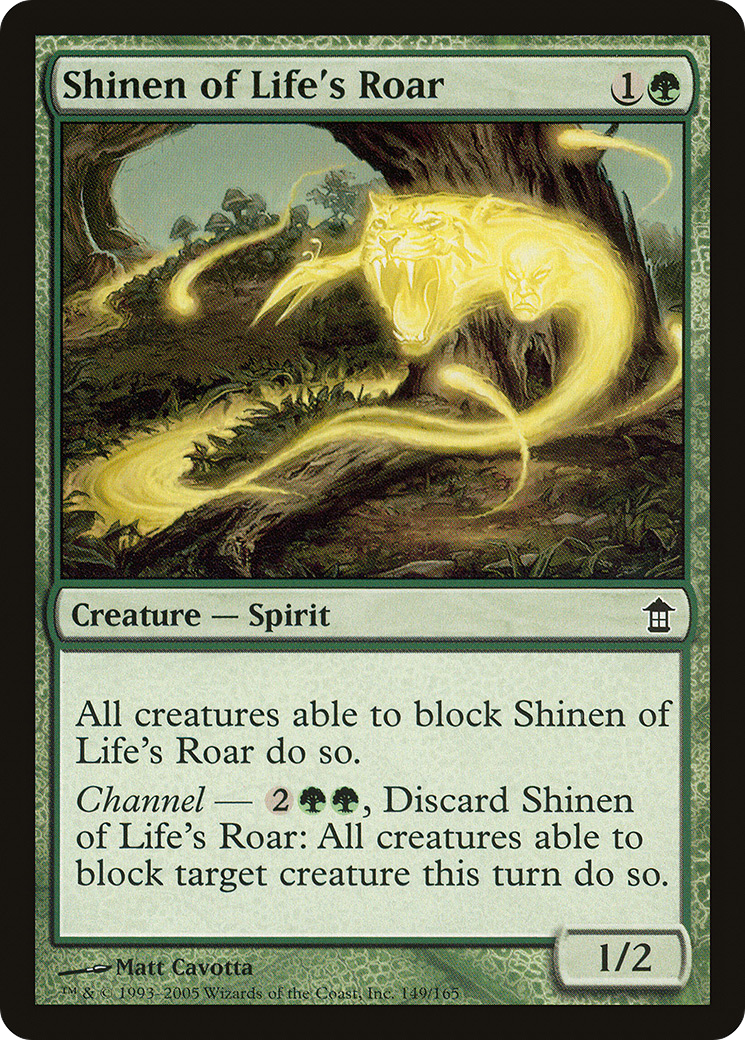 Shinen of Life's Roar 1
Creature — Spirit
All creatures able to block Shinen of
Life's Roar do so.
Channel — 2, Discard Shinen
of Life's Roar: All creatures able to
block target creature this turn do so.
1/2
Matt Cavotta
™ & © 1993–2005 Wizards of the Coast, Inc. 149/165